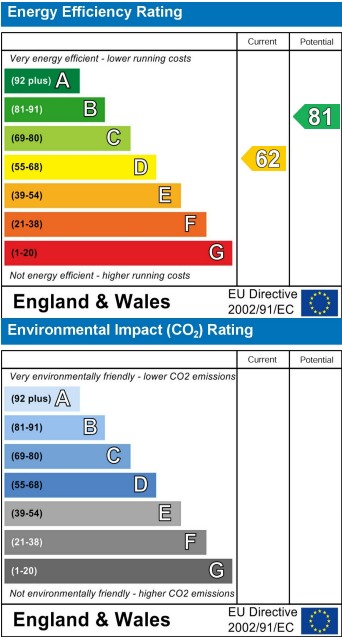 Energy Efficiency Rating
Current Potential
Very energy efficient - lower running costs
(92 plus) A
(81-91) B
81
(69-80) C
(55-68) D
62
(39-54) E
(21-38) F
(1-20) G
Not energy efficient - higher running costs
England & Wales
EU Directive
2002/91/EC
Environmental Impact (CO₂) Rating
Current Potential
Very environmentally friendly - lower CO2 emissions
(92 plus) A
(81-91) B
(69-80) C
(55-68) D
(39-54) E
(21-38) F
(1-20) G
Not environmentally friendly - higher CO2 emissions
England & Wales
EU Directive
2002/91/EC